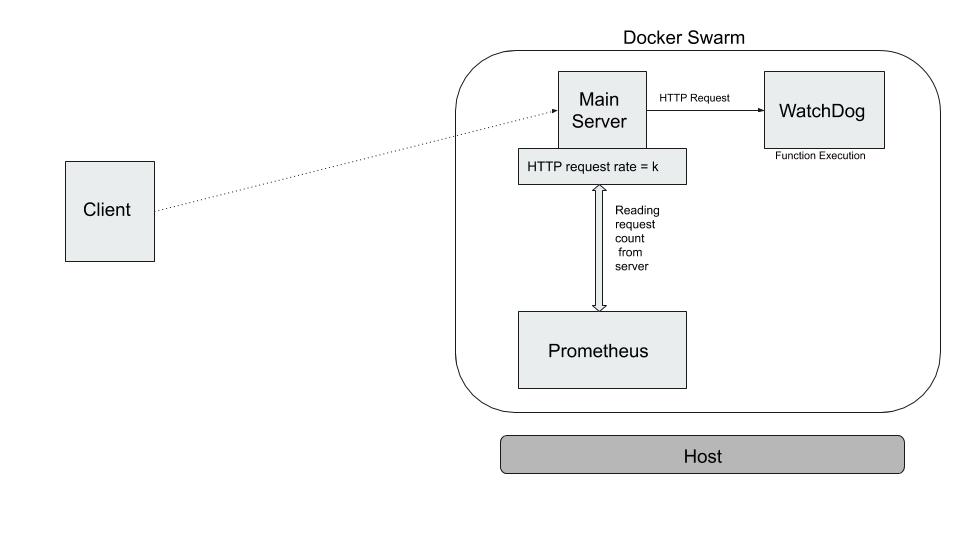 Docker Swarm
Main
Server
HTTP Request
WatchDog
Function Execution
HTTP request rate = k
Client
Reading
request
count
from
server
Prometheus
Host